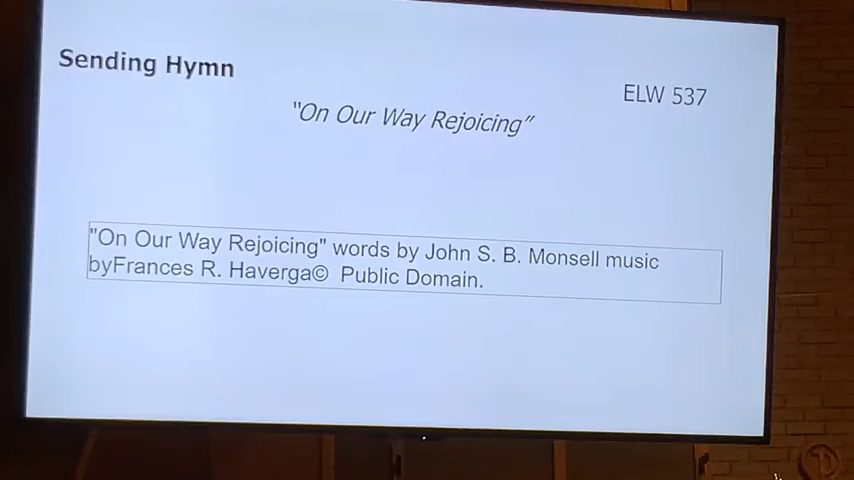 Sending Hymn
ELW 537
"On Our Way Rejoicing"
"On Our Way Rejoicing" words by John S. B. Monsell music
byFrances R. Haverga© Public Domain.